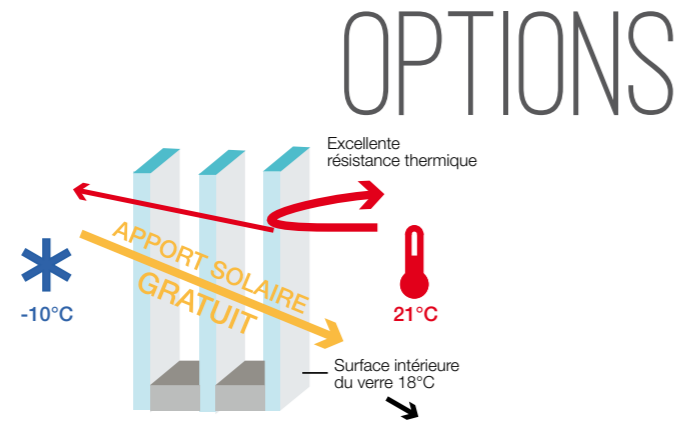 OPTIONS
Excellente
résistance thermique
APPORT SOLAIRE
GRATUIT
-10°C
21°C
Surface intérieure
du verre 18°C